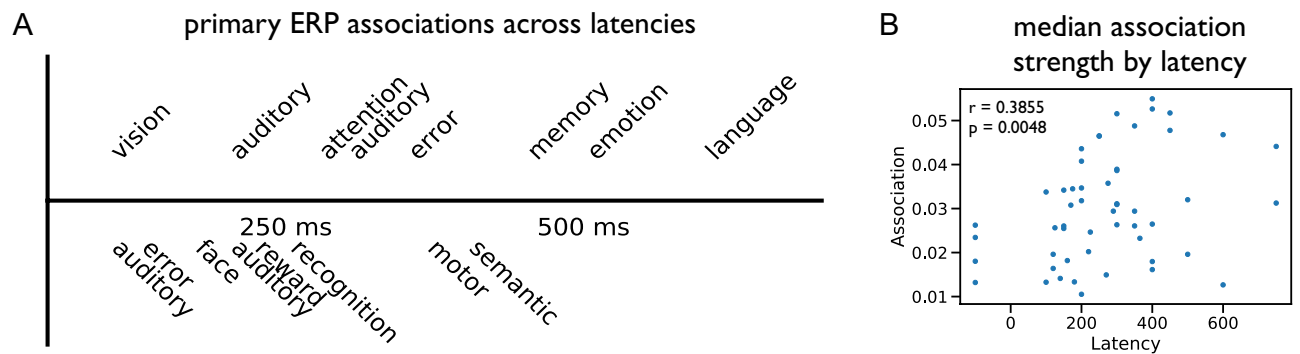 A
primary ERP associations across latencies
vision
auditory
attention
auditory
error
memory
emotion
language
250 ms
500 ms
auditory
error
face
auditory
reward
recognition
motor
semantic
B
median association
strength by latency
r = 0.3855
p = 0.0048
Association
0.05
0.04
0.03
0.02
0.01
0
200
400
600
Latency